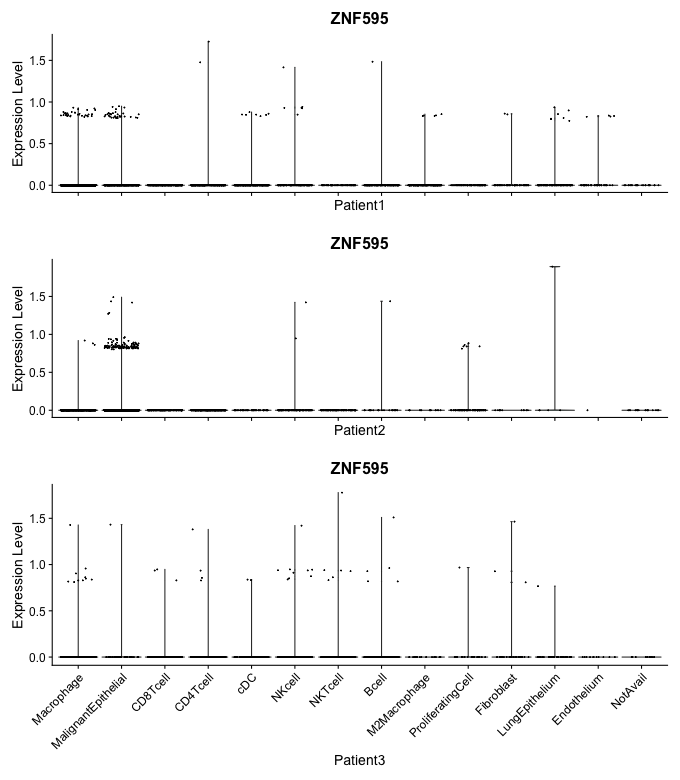 ZNF595
Expression Level
1.5
1.0
0.5
0.0
Patient1
ZNF595
Expression Level
1.5
1.0
0.5
0.0
Patient2
ZNF595
Expression Level
1.5
1.0
0.5
0.0
Macrophage
MalignantEpithelial
CD8Tcell
CD4Tcell
cDC
NKcell
NKTcell
Bcell
M2Macrophage
ProliferatingCell
Fibroblast
LungEpithelium
Endothelium
NotAvail
Patient3